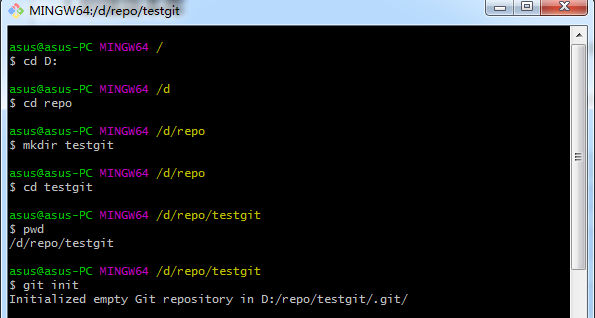 MINGW64:/d/repo/testgit
asus@asus-PC MINGW64 /
$ cd D:
asus@asus-PC MINGW64 /d
$ cd repo
asus@asus-PC MINGW64 /d/repo
$ mkdir testgit
asus@asus-PC MINGW64 /d/repo
$ cd testgit
asus@asus-PC MINGW64 /d/repo/testgit
$ pwd
/d/repo/testgit
asus@asus-PC MINGW64 /d/repo/testgit
$ git init
Initialized empty Git repository in D:/repo/testgit/.git/